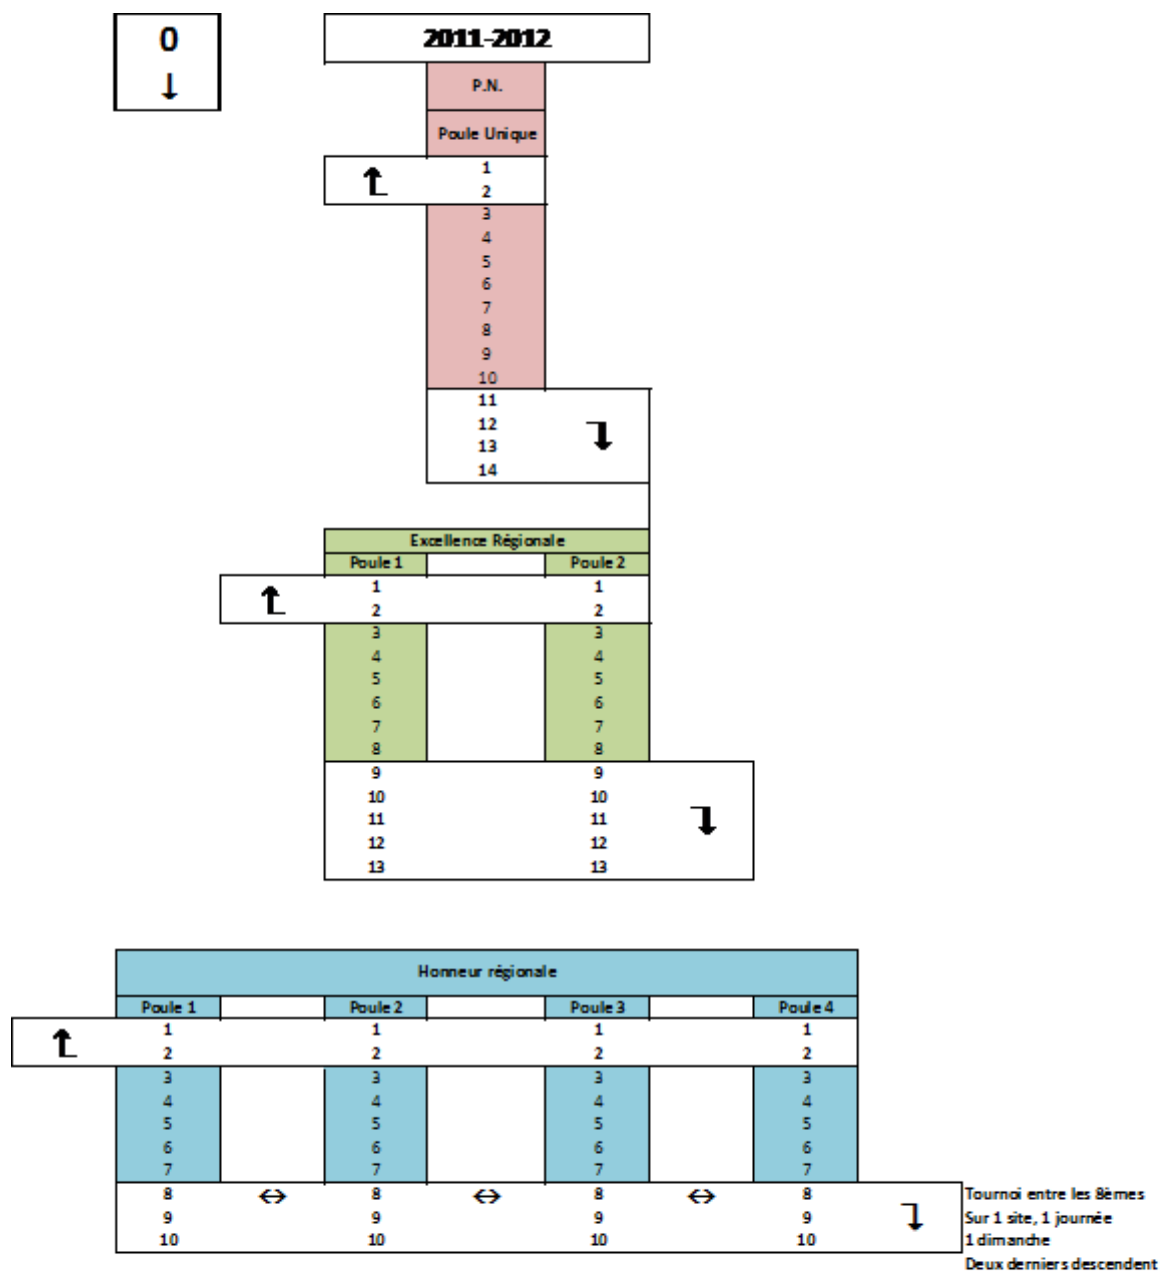 0
↓
2011-2012
P.N.
Poule Unique
1
2
3
4
5
6
7
8
9
10
11
12
13
14
Excellence Régionale
Poule 1 Poule 2
1 1
2 2
3 3
4 4
5 5
6 6
7 7
8 8
9 9
10 10
11 11
12 12
13 13
Honneur régionale
Poule 1 Poule 2 Poule 3 Poule 4
1 1 1 1
2 2 2 2
3 3 3 3
4 4 4 4
5 5 5 5
6 6 6 6
7 7 7 7
8 ↔ 8 ↔ 8 ↔ 8 Tournoi entre les 8èmes
9 9 9 9 Sur 1 site, 1 journée
10 10 10 10 1 dimanche
Deux derniers descendent